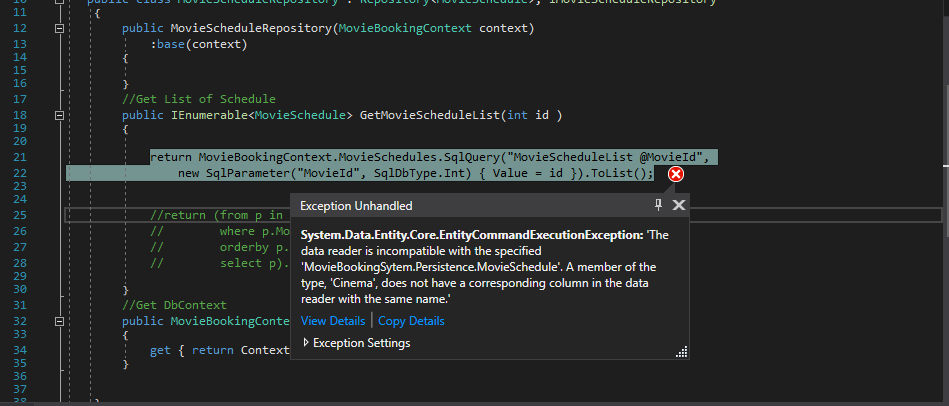 10 public class MovieScheduleRepository : Repository<MovieSchedule>, IMovieScheduleRepository
11 {
12 public MovieScheduleRepository(MovieBookingContext context)
13 :base(context)
14 {
15
16 }
17 //Get List of Schedule
18 public IEnumerable<MovieSchedule> GetMovieScheduleList(int id )
19 {
20
21 return MovieBookingContext.MovieSchedules.SqlQuery("MovieScheduleList @MovieId",
22 new SqlParameter("MovieId", SqlDbType.Int) { Value = id }).ToList();
23
24
25 //return (from p in
26 // where p.Mo
27 // orderby p.
28 // select p).
29
30 }
31 //Get DbContext
32 public MovieBookingConte
33 {
34 get { return Context
35 }
36
37
38 }
Exception Unhandled
System.Data.Entity.Core.EntityCommandExecutionException: 'The
data reader is incompatible with the specified
'MovieBookingSytem.Persistence.MovieSchedule'. A member of the
type, 'Cinema', does not have a corresponding column in the data
reader with the same name.'
View Details | Copy Details
Exception Settings